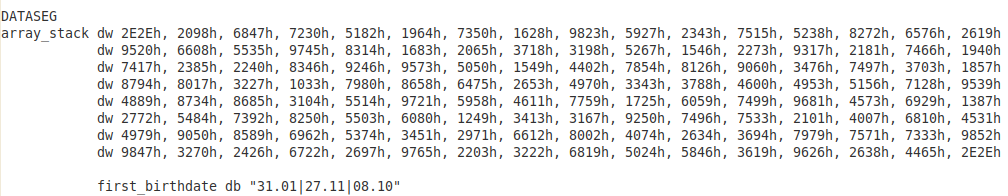 DATASEG
array_stack dw 2E2Eh, 2098h, 6847h, 7230h, 5182h, 1964h, 7350h, 1628h, 9823h, 5927h, 2343h, 7515h, 5238h, 8272h, 6576h, 2619h
dw 9520h, 6608h, 5535h, 9745h, 8314h, 1683h, 2065h, 3718h, 3198h, 5267h, 1546h, 2273h, 9317h, 2181h, 7466h, 1940h
dw 7417h, 2385h, 2240h, 8346h, 9246h, 9573h, 5050h, 1549h, 4402h, 7854h, 8126h, 9060h, 3476h, 7497h, 3703h, 1857h
dw 8794h, 8017h, 3227h, 1033h, 7980h, 8658h, 6475h, 2653h, 4970h, 3343h, 3788h, 4600h, 4953h, 5156h, 7128h, 9539h
dw 4889h, 8734h, 8685h, 3104h, 5514h, 9721h, 5958h, 4611h, 7759h, 1725h, 6059h, 7499h, 9681h, 4573h, 6929h, 1387h
dw 2772h, 5484h, 7392h, 8250h, 5503h, 6080h, 1249h, 3413h, 3167h, 9250h, 7496h, 7533h, 2101h, 4007h, 6810h, 4531h
dw 4979h, 9050h, 8589h, 6962h, 5374h, 3451h, 2971h, 6612h, 8002h, 4074h, 2634h, 3694h, 7979h, 7571h, 7333h, 9852h
dw 9847h, 3270h, 2426h, 6722h, 2697h, 9765h, 2203h, 3222h, 6819h, 5024h, 5846h, 3619h, 9626h, 2638h, 4465h, 2E2Eh
first_birthdate db "31.01|27.11|08.10"